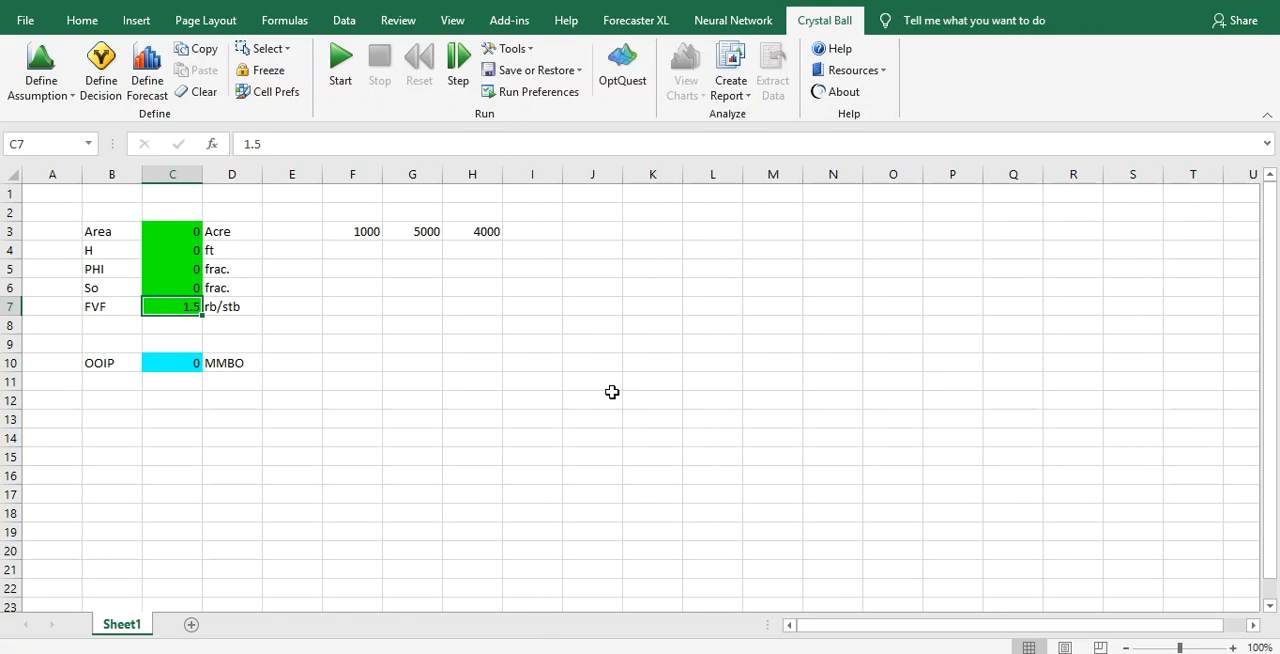 File Home Insert Page Layout Formulas Data Review View Add-ins Help Forecaster XL Neural Network Crystal Ball Tell me what you want to do Share
Define Assumption
Define Decision
Define Forecast
Copy
Paste
Clear
Select
Freeze
Cell Prefs
Define
Start
Stop
Reset
Step
Tools
Save or Restore
Run Preferences
OptQuest
Run
View Charts
Create Report
Extract Data
Analyze
Help
Resources
About
Help
C7 fx 1.5
A B C D E F G H I J K L M N O P Q R S T U
1
2
3 Area 0 Acre 1000 5000 4000
4 H 0 ft
5 PHI 0 frac.
6 So 0 frac.
7 FVF 1.5 rb/stb
8
9
10 OOIP 0 MMBO
11
12
13
14
15
16
17
18
19
20
21
22
23
Sheet1
100%